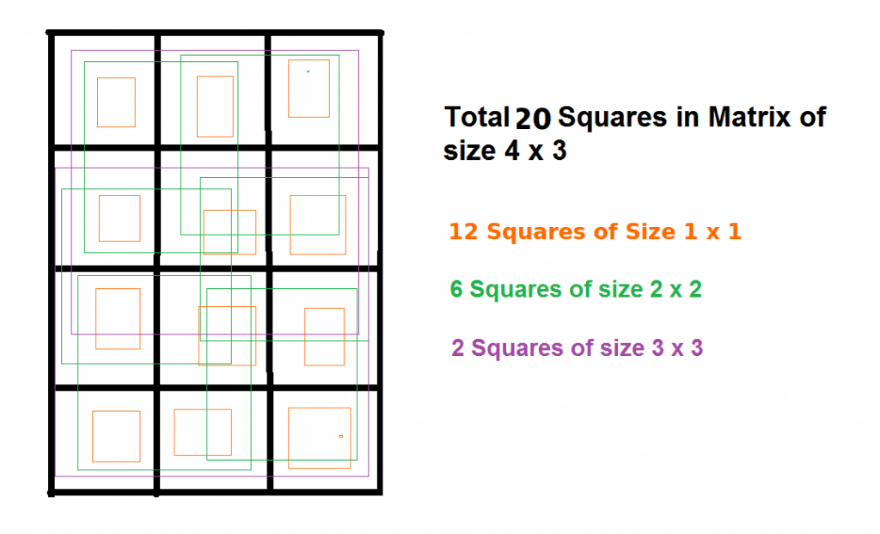 Total 20 Squares in Matrix of
size 4 x 3
12 Squares of Size 1 x 1
6 Squares of size 2 x 2
2 Squares of size 3 x 3